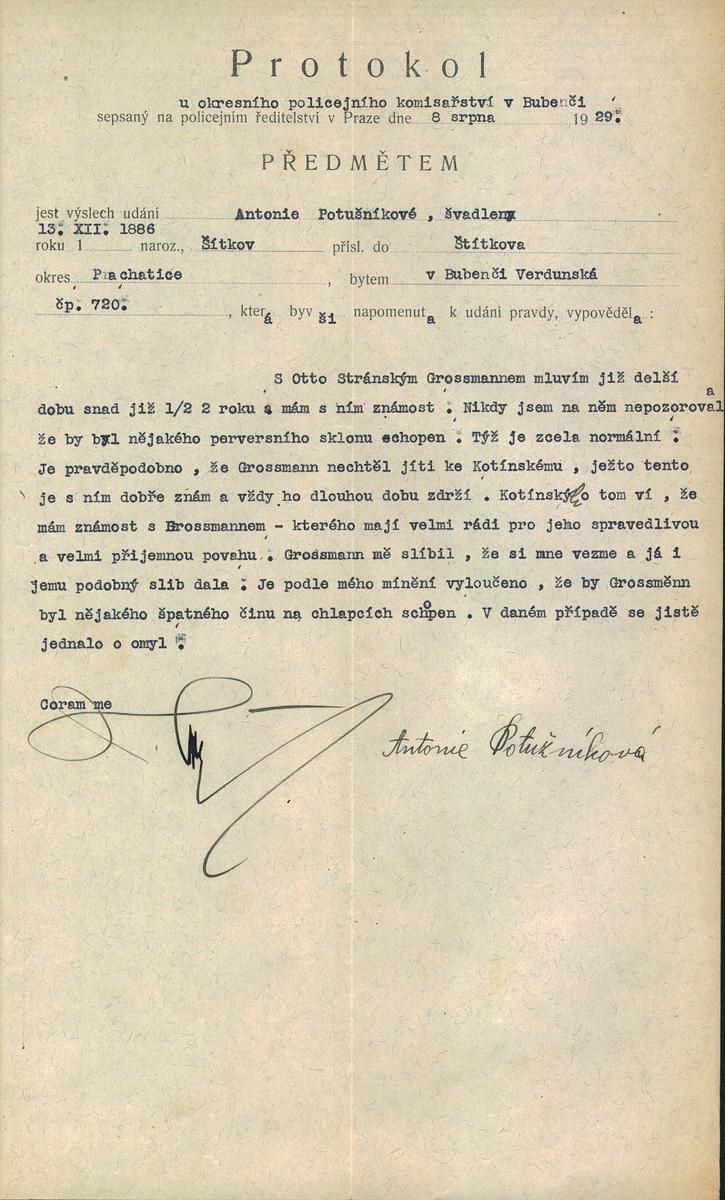 Protokol
u okresního policejního komisařství v Bubenči
sepsaný na policejním ředitelství v Praze dne 8 srpna 1929.
PŘEDMĚTEM
jest výslech udání Antonie Potušníkové , švadleny
13. XII. 1886
roku 1 naroz., Šítkov přísl. do Štítkova
okres Prachatice , bytem v Bubenči Verdunská
čp. 720. , která byvši napomenuta k udání pravdy, vypověděla :
S Otto Stránským Grossmannem mluvím již delší
dobu snad již 1/2 2 roku a mám s ním známost . Nikdy jsem na něm nepozoroval a
že by byl nějakého perversního sklonu schopen . Týž je zcela normální .
Je pravděpodobno , že Grossmann nechtěl jíti ke Kotínskému , ježto tento
je s ním dobře znám a vždy ho dlouhou dobu zdrží . Kotínský o tom ví , že
mám známost s Brossmannem - kterého mají velmi rádi pro jeho spravedlivou
a velmi příjemnou povahu . Grossmann mě slíbil , že si mne vezme a já i
jemu podobný slib dala . Je podle mého mínění vyloučeno , že by Grossmënn
byl nějakého špatného činu na chlapcích schopen . V daném případě se jistě
jednalo o omyl .
Coram me
Antonie Potužníková